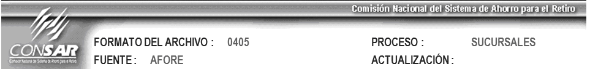 Comisión Nacional del Sistema de Ahorro para el Retiro
FORMATO DEL ARCHIVO : 0405 PROCESO : SUCURSALES
CONSAR
FUENTE : AFORE ACTUALIZACIÓN :